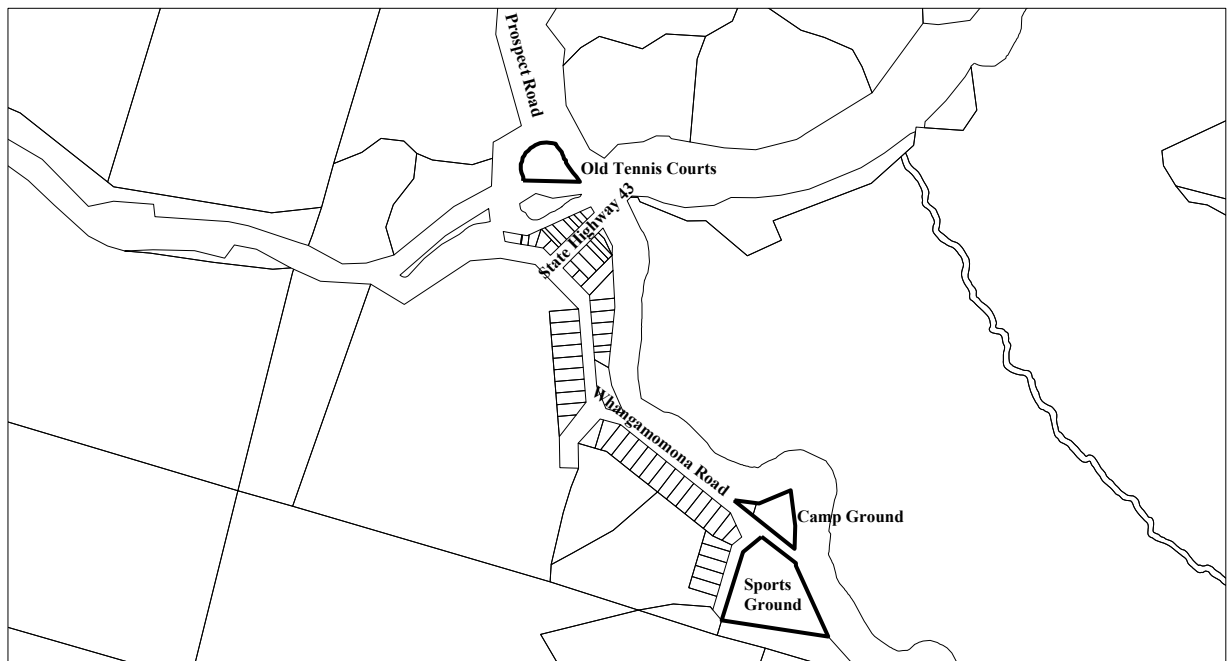 Prospect Road
Old Tennis Courts
State Highway 43
Whangamomona Road
Camp Ground
Sports
Ground